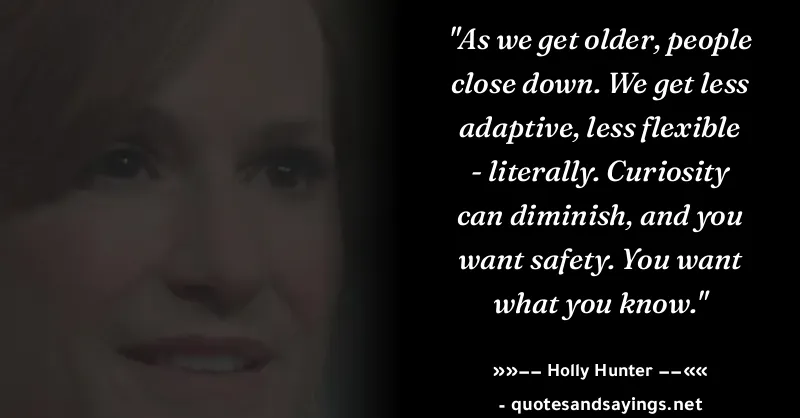 "As we get older, people
close down. We get less
adaptive, less flexible
- literally. Curiosity
can diminish, and you
want safety. You want
what you know."
»»−− Holly Hunter −−««
- quotesandsayings.net